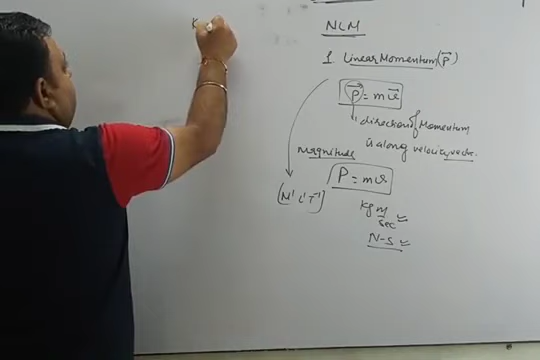 K
NLM
1 Linear Momentum (P⃗)
P⃗ = mv⃗
direction of Momentum
is along velocity vector.
magnitude
P = mv
[M¹ L¹ T⁻¹]
kg m/sec
N-S